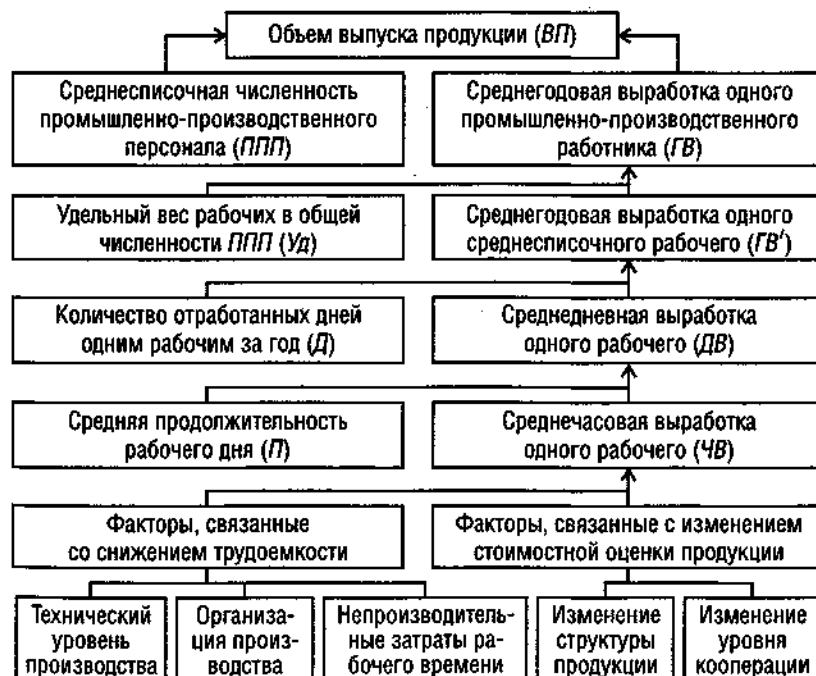 Объем выпуска продукции (ВП)
Среднесписочная численность
промышленно-производственного
персонала (ППП)
Среднегодовая выработка одного
промышленно-производственного
работника (ГВ)
Удельный вес рабочих в общей
численности ППП (Уд)
Среднегодовая выработка одного
среднесписочного рабочего (ГВ′)
Количество отработанных дней
одним рабочим за год (Д)
Среднедневная выработка
одного рабочего (ДВ)
Средняя продолжительность
рабочего дня (П)
Среднечасовая выработка
одного рабочего (ЧВ)
Факторы, связанные
со снижением трудоемкости
Факторы, связанные с изменением
стоимостной оценки продукции
Технический
уровень
производства
Организа-
ция произ-
водства
Непроизводитель-
ные затраты ра-
бочего времени
Изменение
структуры
продукции
Изменение
уровня
кооперации